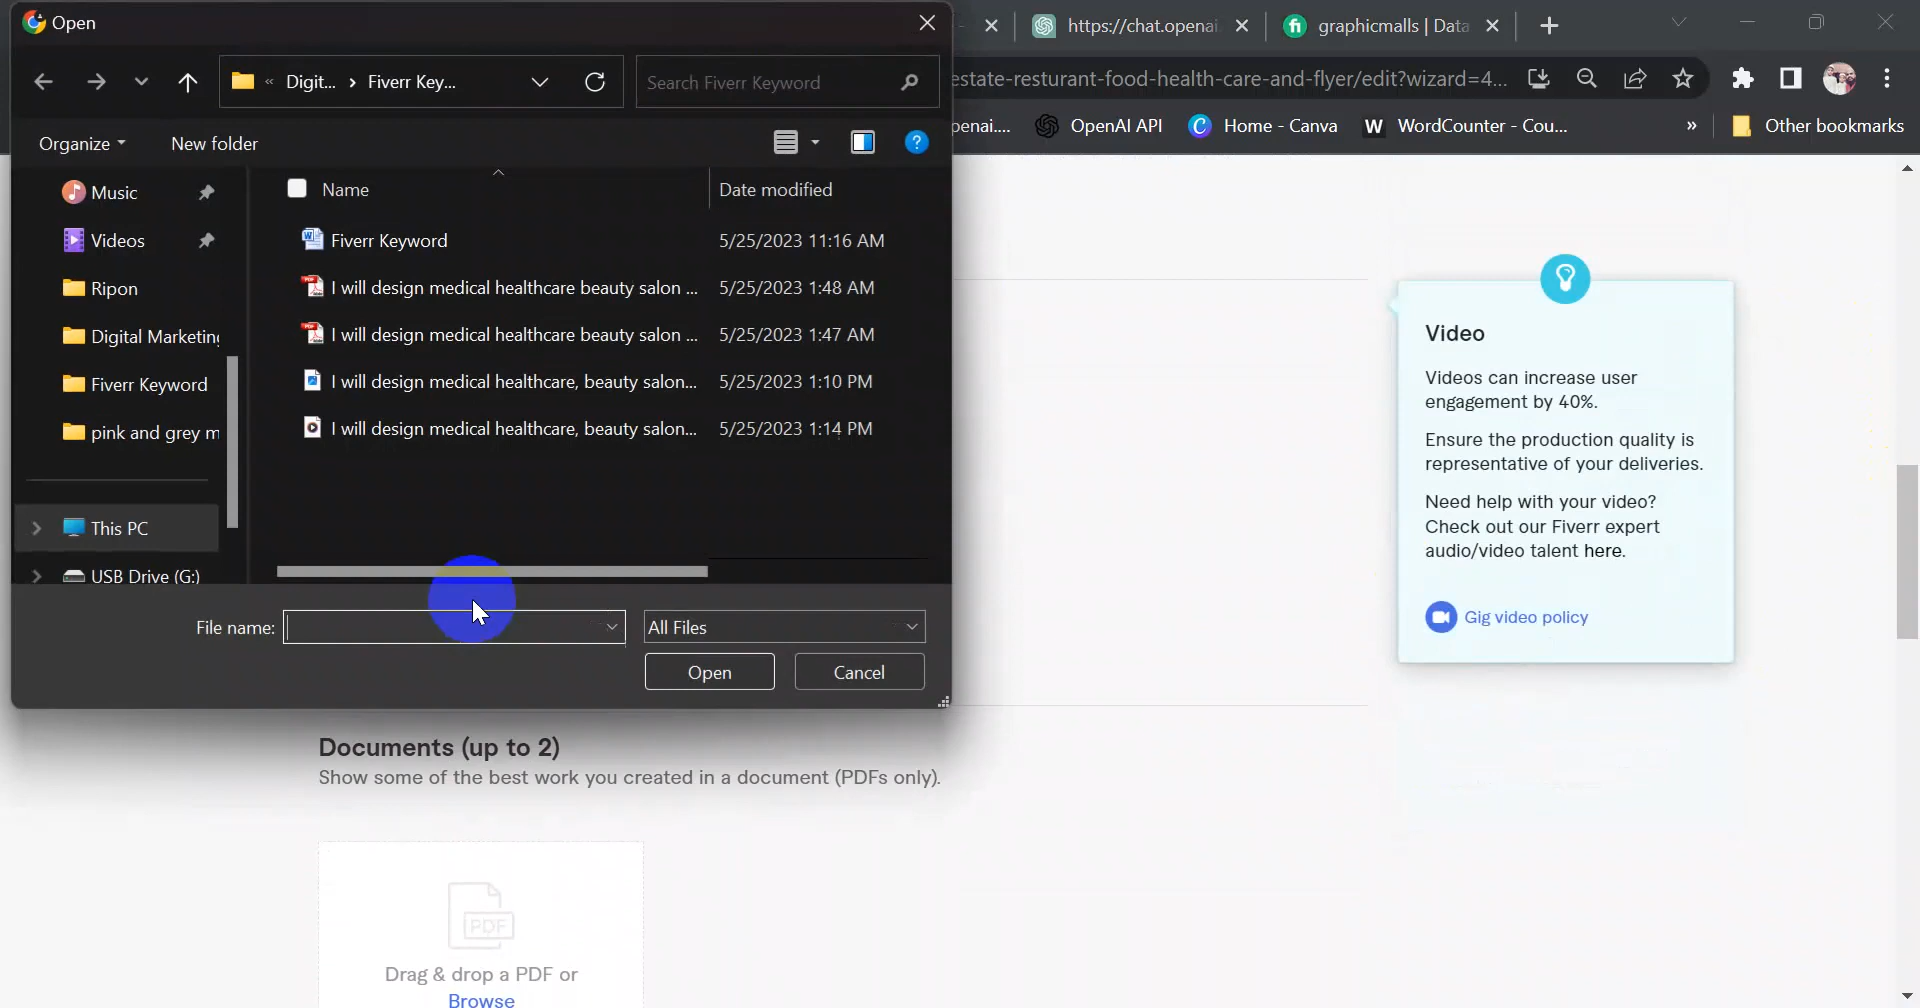 Open
https://chat.openai
graphicmalls | Data
Digit... › Fiverr Key...
Search Fiverr Keyword
estate-resturant-food-health-care-and-flyer/edit?wizard=4...
penai....
OpenAI API
Home - Canva
W WordCounter - Cou...
»
Other bookmarks
Organize
New folder
Name
Date modified
Music
Videos
Ripon
Digital Marketing
Fiverr Keyword
pink and grey m
This PC
USB Drive (G:)
Fiverr Keyword 5/25/2023 11:16 AM
I will design medical healthcare beauty salon ... 5/25/2023 1:48 AM
I will design medical healthcare beauty salon ... 5/25/2023 1:47 AM
I will design medical healthcare, beauty salon... 5/25/2023 1:10 PM
I will design medical healthcare, beauty salon... 5/25/2023 1:14 PM
File name:
All Files
Open
Cancel
Video
Videos can increase user
engagement by 40%.
Ensure the production quality is
representative of your deliveries.
Need help with your video?
Check out our Fiverr expert
audio/video talent here.
Gig video policy
Documents (up to 2)
Show some of the best work you created in a document (PDFs only).
PDF
Drag & drop a PDF or
Browse